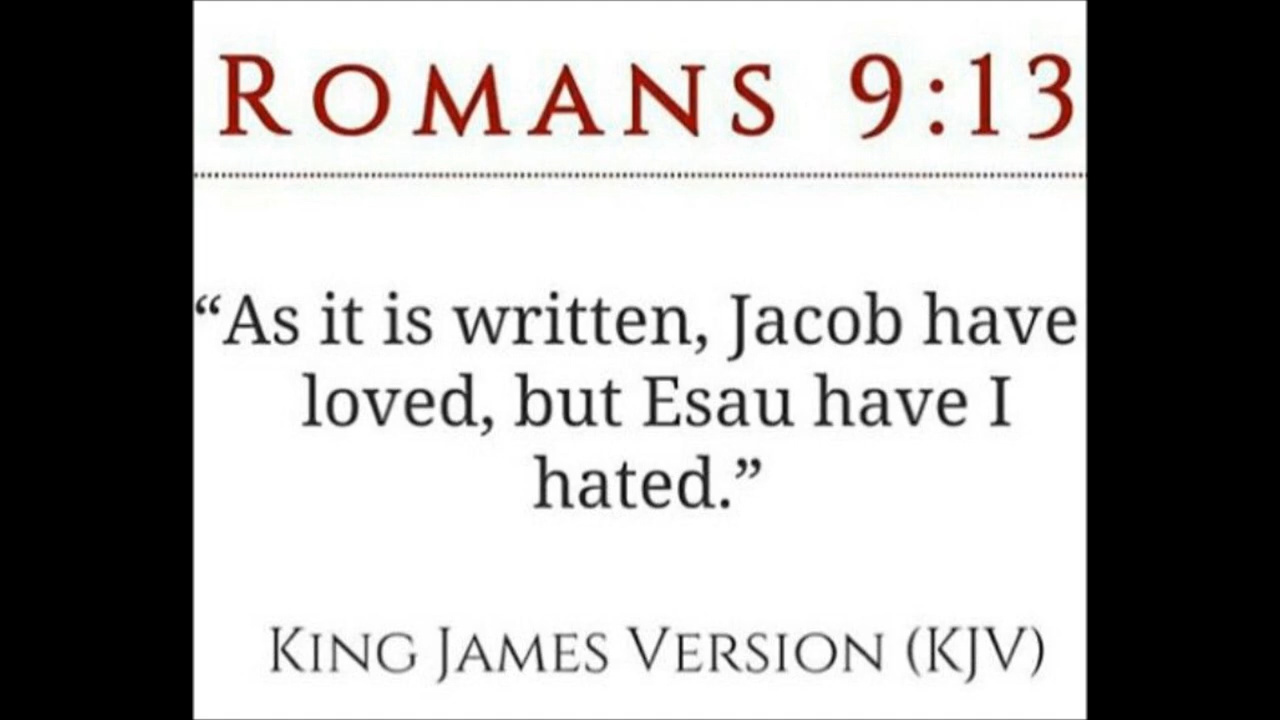 Romans 9:13
“As it is written, Jacob have
loved, but Esau have I
hated.”
King James Version (KJV)